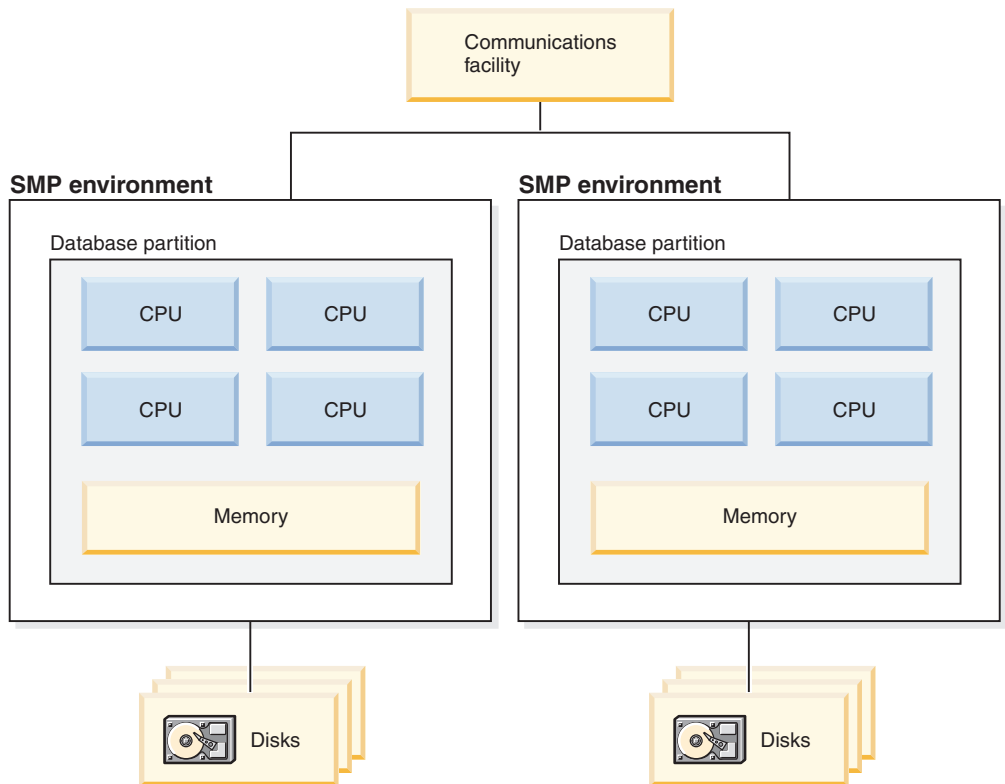 Communications
facility
SMP environment
Database partition
CPU
CPU
CPU
CPU
Memory
Disks
SMP environment
Database partition
CPU
CPU
CPU
CPU
Memory
Disks